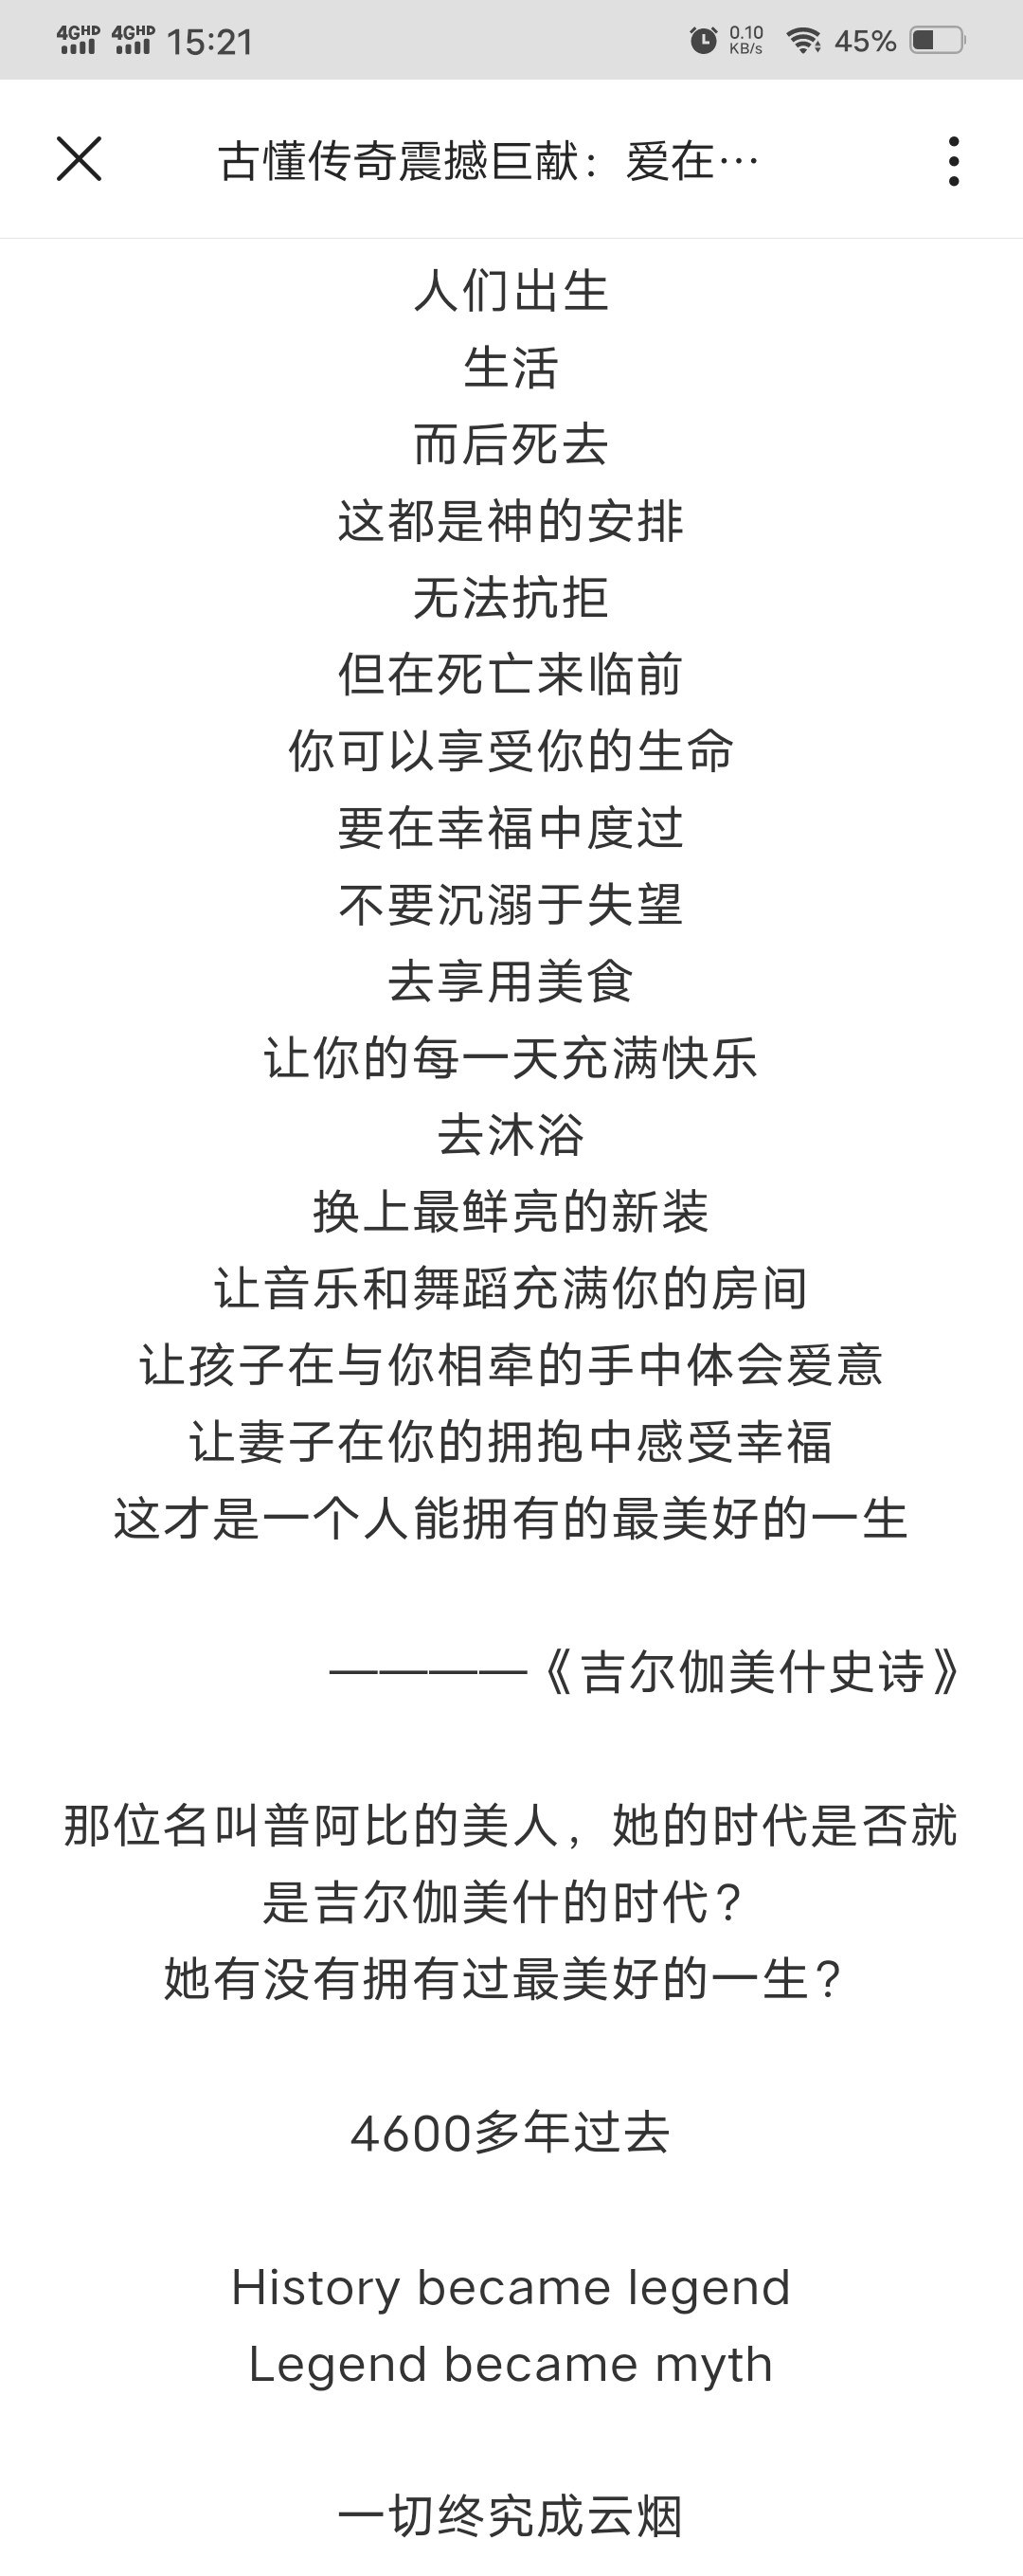 4GHD 4GHD 15:21 0.10 KB/s 45%
古懂传奇震撼巨献：爱在…
人们出生
生活
而后死去
这都是神的安排
无法抗拒
但在死亡来临前
你可以享受你的生命
要在幸福中度过
不要沉溺于失望
去享用美食
让你的每一天充满快乐
去沐浴
换上最鲜亮的新装
让音乐和舞蹈充满你的房间
让孩子在与你相牵的手中体会爱意
让妻子在你的拥抱中感受幸福
这才是一个人能拥有的最美好的一生
————《吉尔伽美什史诗》
那位名叫普阿比的美人，她的时代是否就
是吉尔伽美什的时代？
她有没有拥有过最美好的一生？
4600多年过去
History became legend
Legend became myth
一切终究成云烟